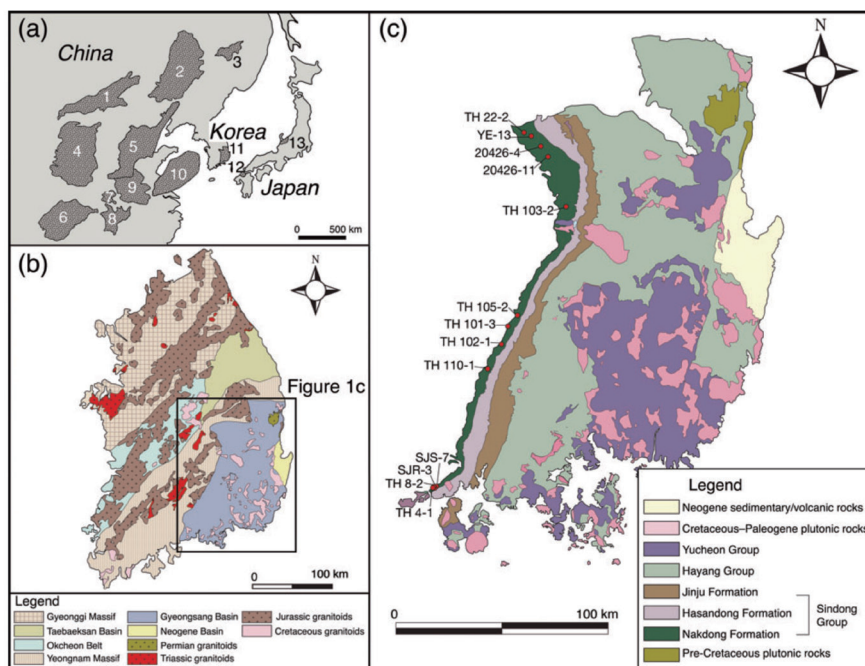 (a)
China
1
2
3
4
5
6
7
8
9
10
Korea
11
12
13
Japan
0 500 km
(b)
N
Figure 1c
0 100 km
Legend
Gyeonggi Massif
Taebaeksan Basin
Okcheon Belt
Yeongnam Massif
Gyeongsang Basin
Neogene Basin
Permian granitoids
Triassic granitoids
Jurassic granitoids
Cretaceous granitoids
(c)
N
TH 22-2
YE-13
20426-4
20426-11
TH 103-2
TH 105-2
TH 101-3
TH 102-1
TH 110-1
SJS-7
SJR-3
TH 8-2
TH 4-1
0 100 km
Legend
Neogene sedimentary/volcanic rocks
Cretaceous–Paleogene plutonic rocks
Yucheon Group
Hayang Group
Jinju Formation
Hasandong Formation
Nakdong Formation
Sindong
Group
Pre-Cretaceous plutonic rocks